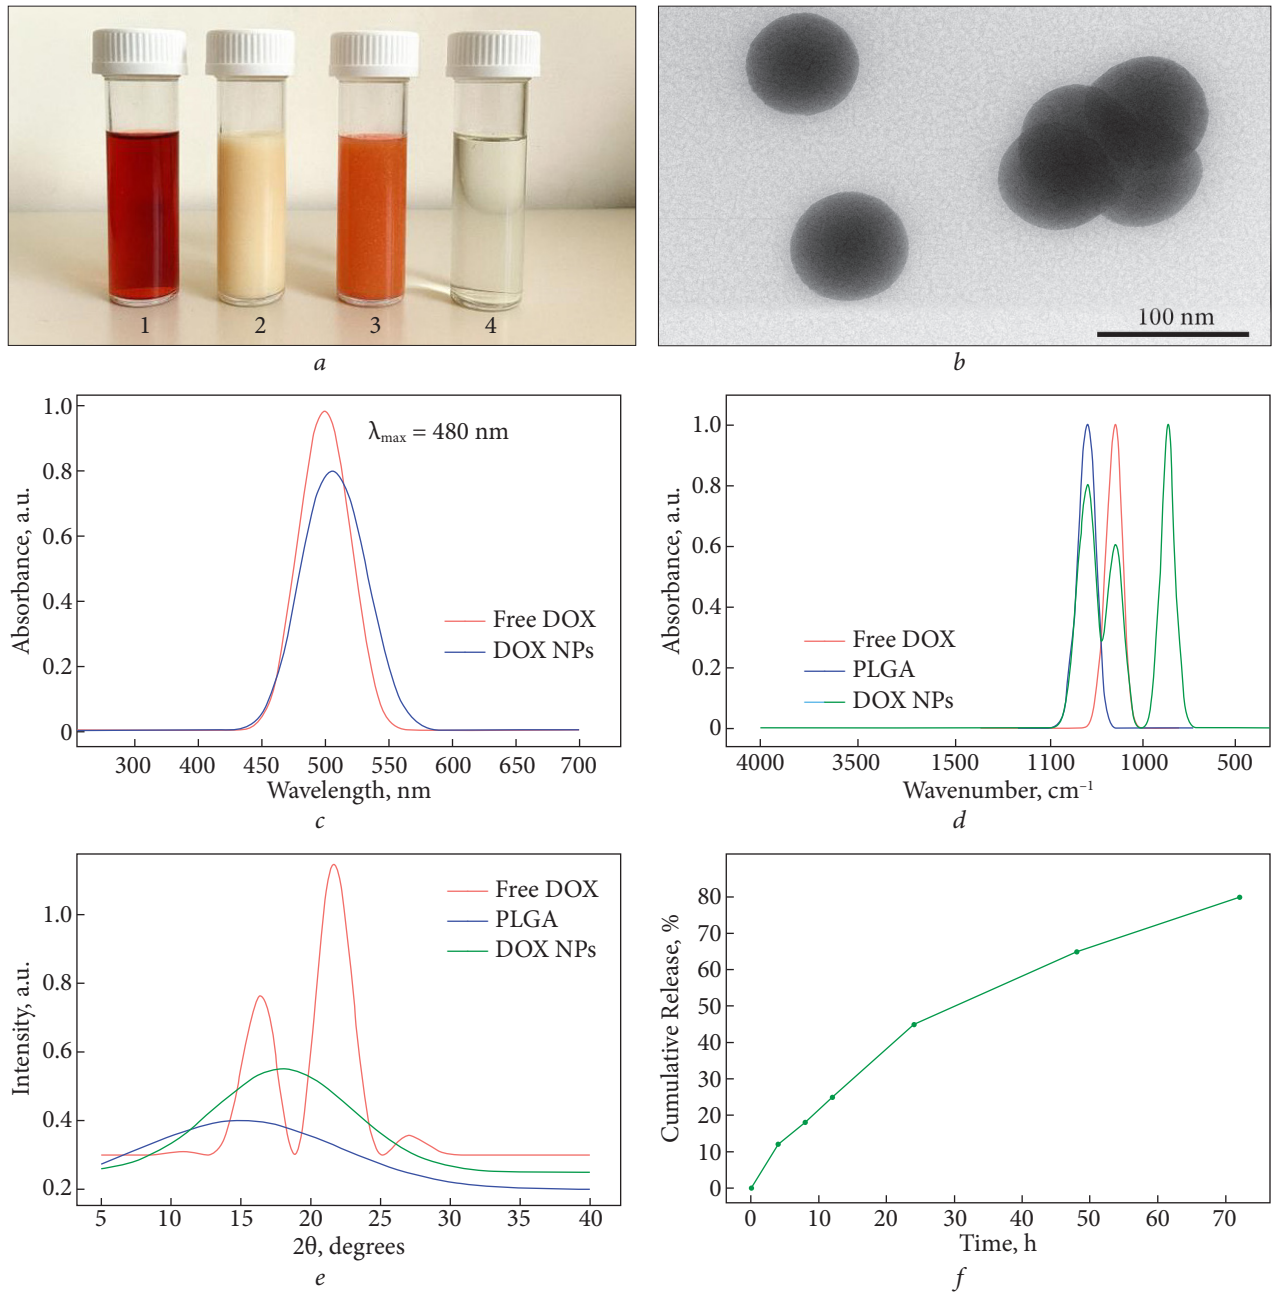 1 2 3 4
a
100 nm
b
1.0
0.8
0.6
0.4
0.2
0
Absorbance, a.u.
λmax = 480 nm
Free DOX
DOX NPs
300 400 450 500 550 600 650 700
Wavelength, nm
c
1.0
0.8
0.6
0.4
0.2
0
Absorbance, a.u.
Free DOX
PLGA
DOX NPs
4000 3500 1500 1100 1000 500
Wavenumber, cm⁻¹
d
1.0
0.8
0.6
0.4
0.2
Intensity, a.u.
Free DOX
PLGA
DOX NPs
5 10 15 20 25 30 35 40
2θ, degrees
e
80
70
60
50
40
30
20
10
0
Cumulative Release, %
0 10 20 30 40 50 60 70
Time, h
f